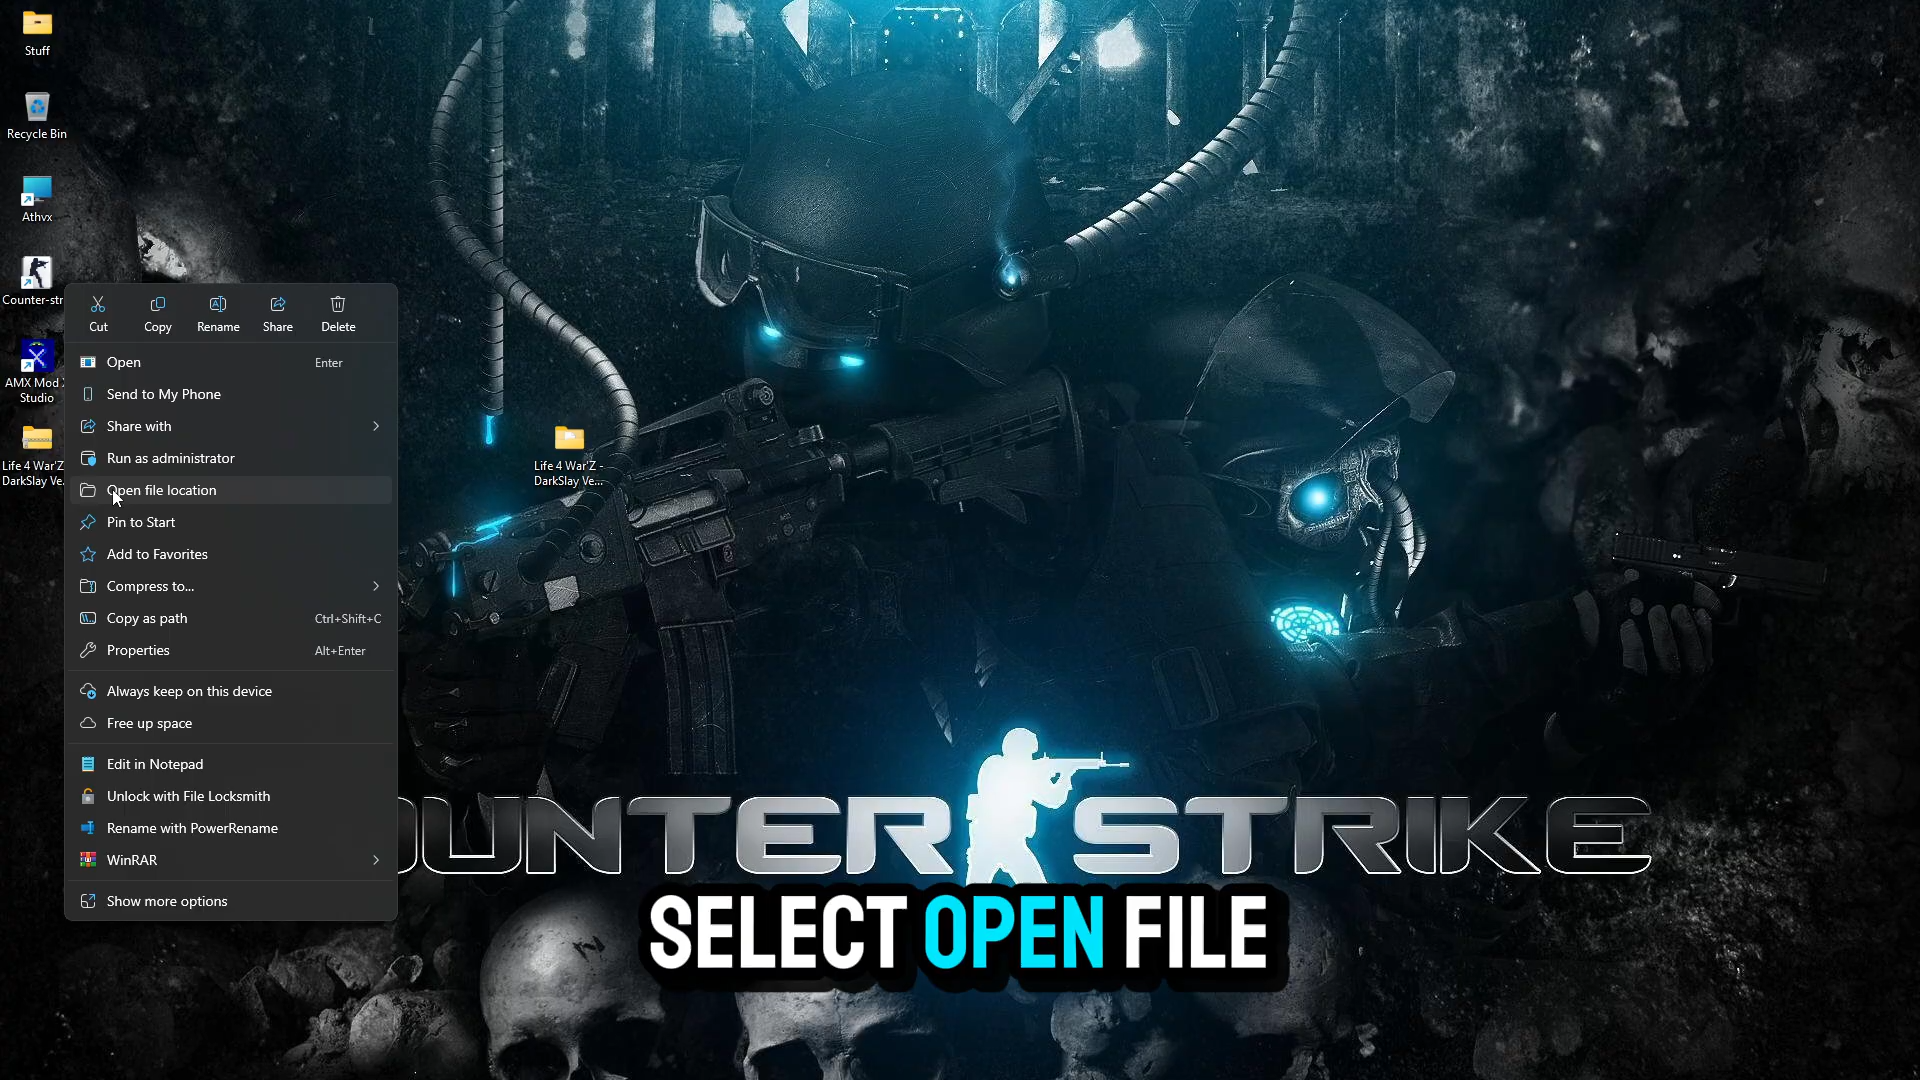 Stuff
Recycle Bin
Athvx
Counter-str
AMX Mod X
Studio
Life 4 War'Z
DarkSlay Ve...
Life 4 War'Z -
DarkSlay Ve...
Cut
Copy
Rename
Share
Delete
Open Enter
Send to My Phone
Share with
Run as administrator
Open file location
Pin to Start
Add to Favorites
Compress to...
Copy as path Ctrl+Shift+C
Properties Alt+Enter
Always keep on this device
Free up space
Edit in Notepad
Unlock with File Locksmith
Rename with PowerRename
WinRAR
Show more options
OUNTER STRIKE
SELECT OPEN FILE